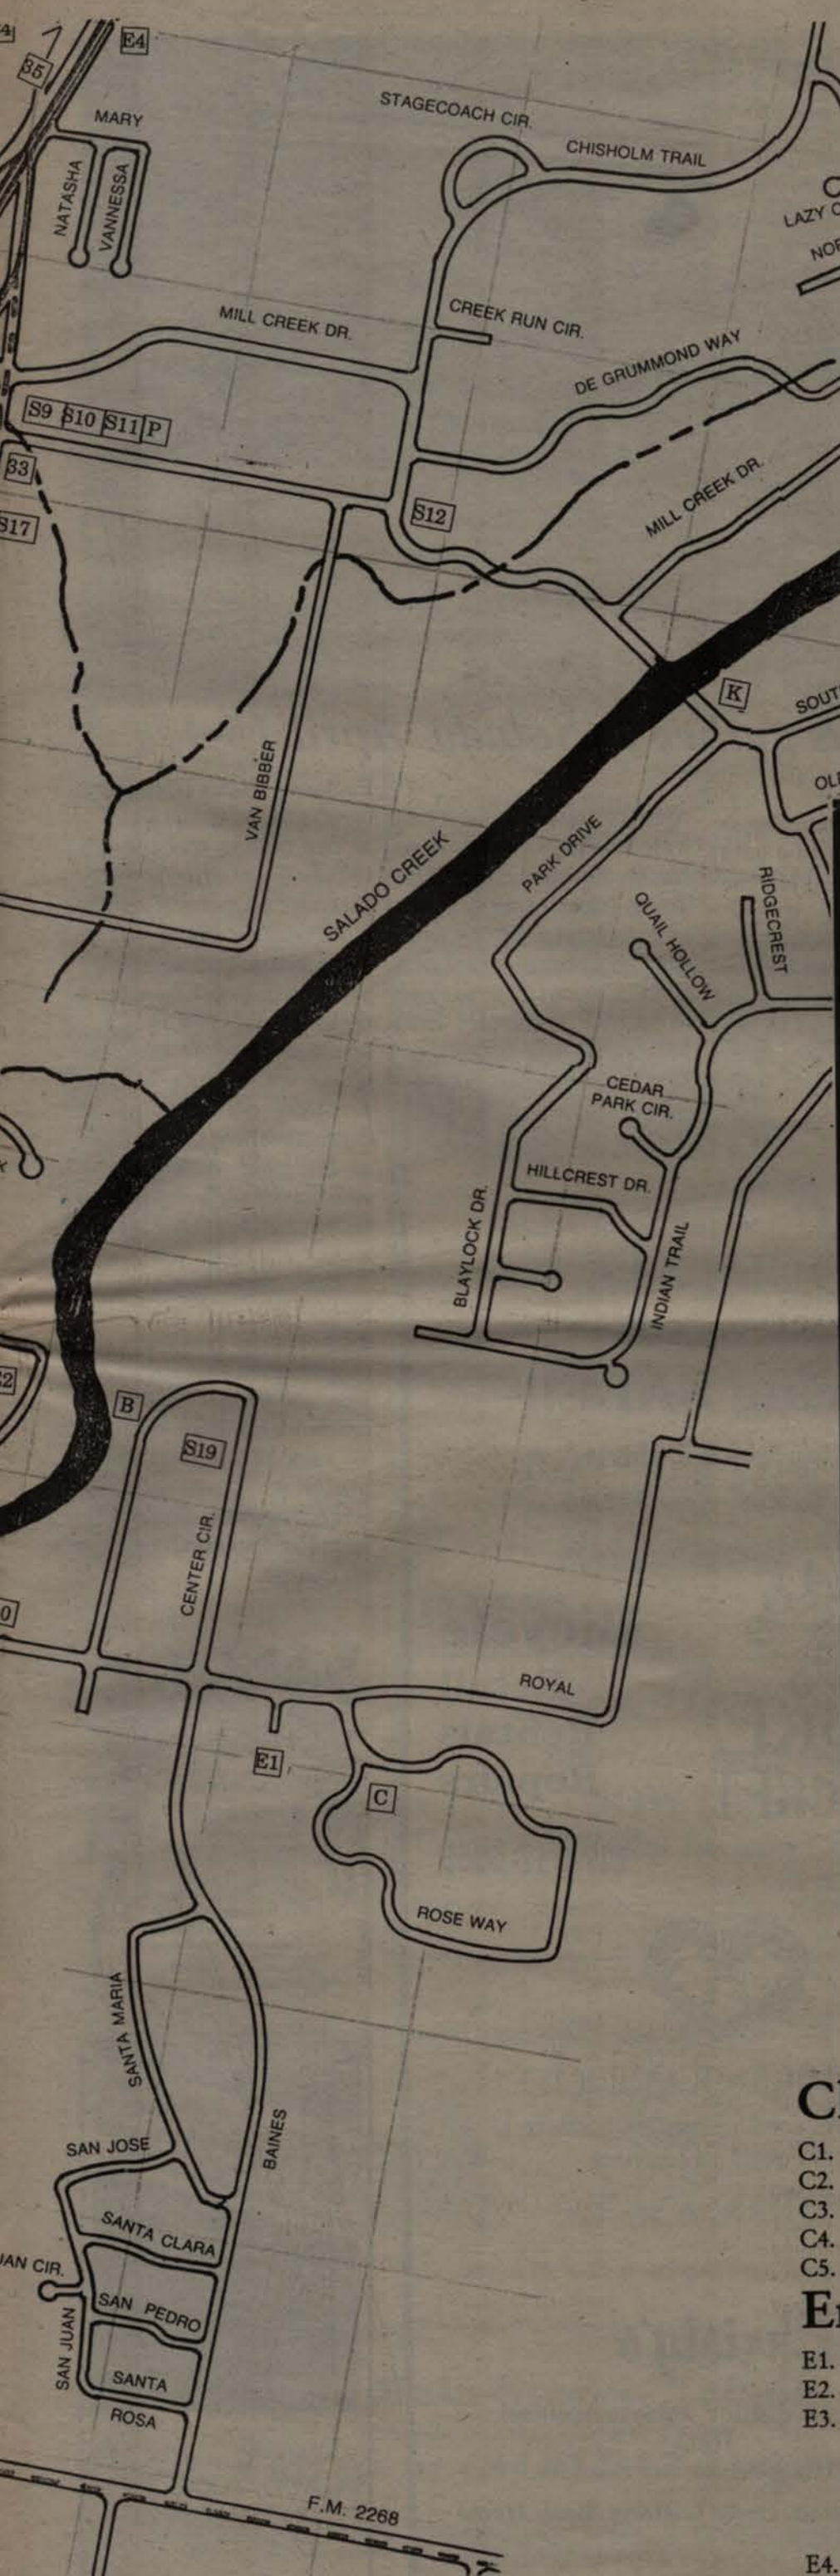 E4
35
MARY
NATASHA
VANNESSA
STAGECOACH CIR.
CHISHOLM TRAIL
LAZY
MILL CREEK DR.
CREEK RUN CIR.
DE GRUMMOND WAY
S9 S10 S11 P
33
S12
S17
MILL CREEK DR.
K
VAN BIBBER
SALADO CREEK
PARK DRIVE
QUAIL HOLLOW
RIDGECREST
CEDAR
PARK CIR.
HILLCREST DR.
BLAYLOCK DR.
INDIAN TRAIL
B
S19
CENTER CIR.
ROYAL
E1
C
ROSE WAY
SANTA MARIA
BAINES
SAN JOSE
SANTA CLARA
CIR.
SAN PEDRO
SAN JUAN
SANTA
ROSA
F.M. 2268
C1.
C2.
C3.
C4.
C5.
E1.
E2.
E3.
E4.